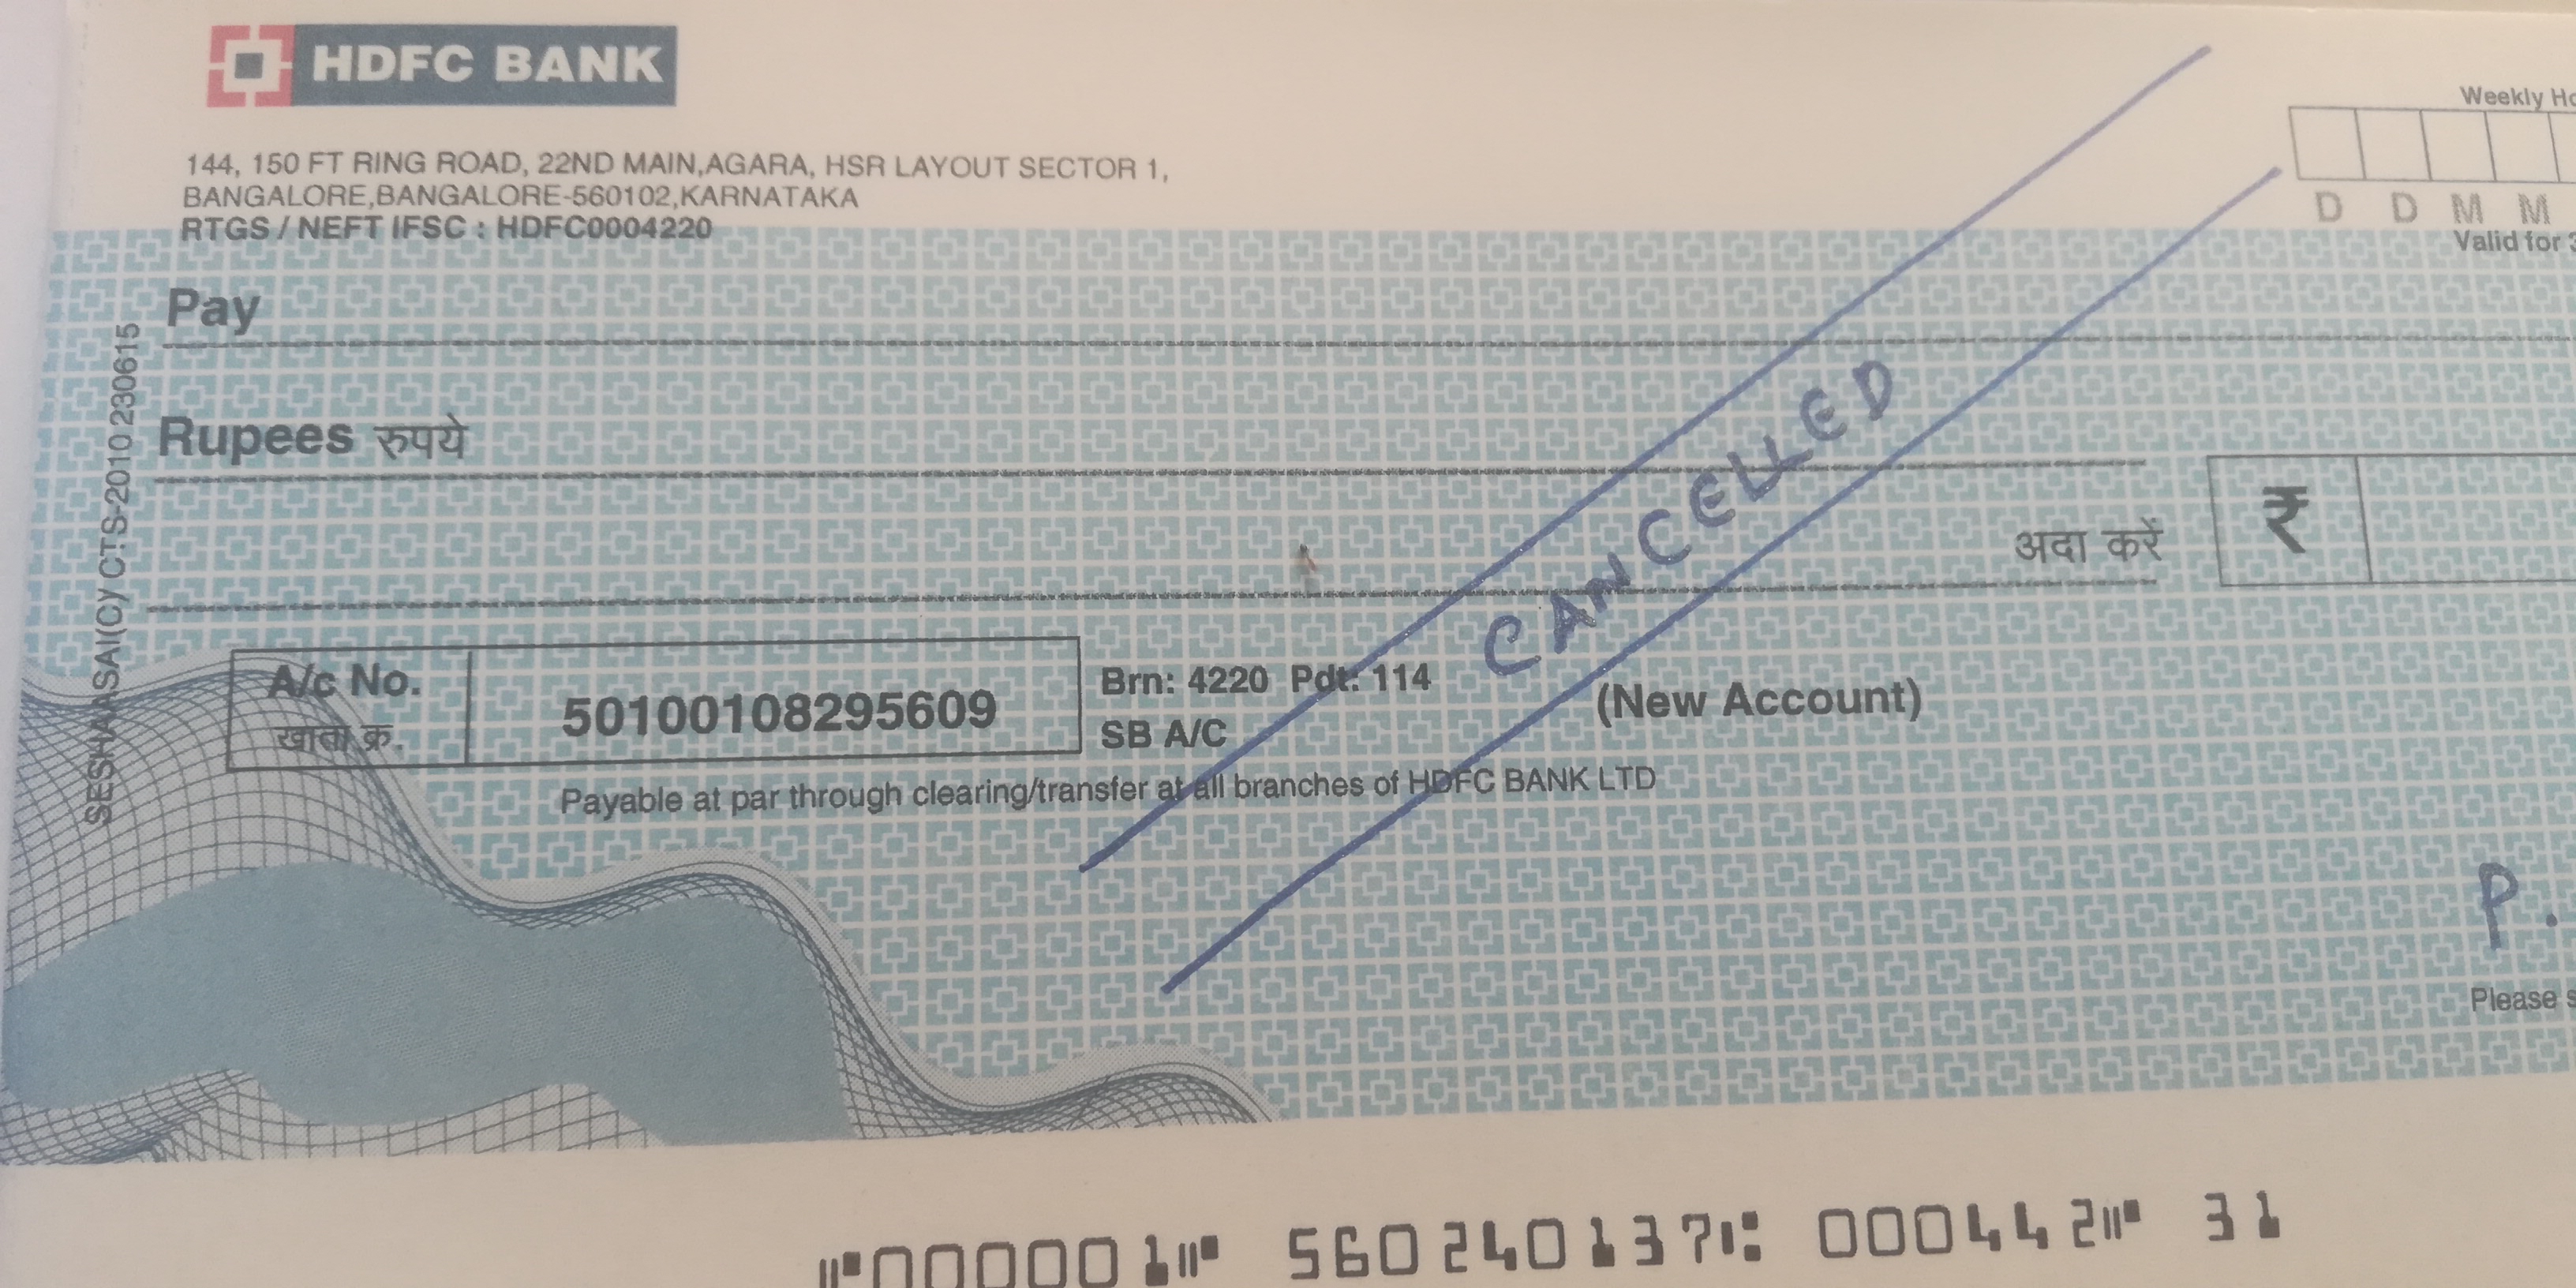 HDFC BANK
Weekly Ho
144, 150 FT RING ROAD, 22ND MAIN,AGARA, HSR LAYOUT SECTOR 1,
BANGALORE,BANGALORE-560102,KARNATAKA
RTGS / NEFT IFSC : HDFC0004220
D D M M
Valid for 3
Pay
Rupees रुपये
अदा करें
₹
CANCELLED
A/c No.
खाता क्र.
50100108295609
Brn: 4220 Pdt: 114
SB A/C
(New Account)
Payable at par through clearing/transfer at all branches of HDFC BANK LTD
SESHAASAI(C)/ CTS-2010 230615
P.
Please s
⑈000001⑈ 560240137⑆ 000442⑈ 31